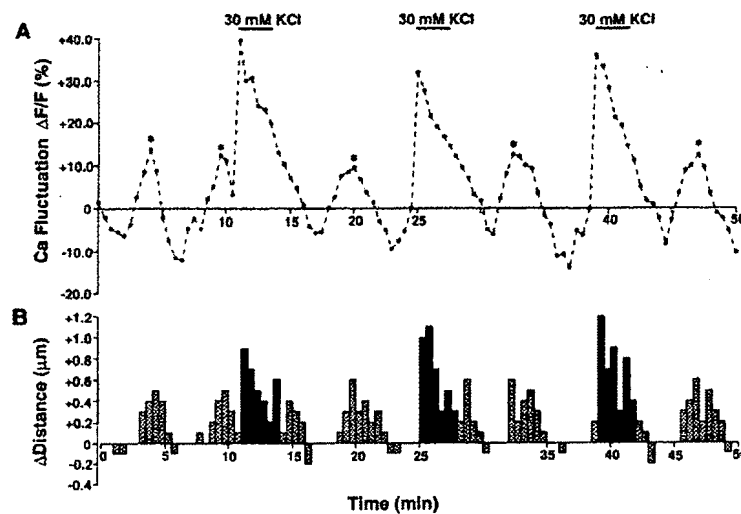 30 mM KCl 30 mM KCl 30 mM KCl
A
Ca Fluctuation ΔF/F (%)
+40.0
+30.0
+20.0
+10.0
0
-10.0
-20.0
10 20 25 35 40 50
B
ΔDistance (μm)
+1.2
+1.0
+0.8
+0.6
+0.4
+0.2
0
-0.2
-0.4
0 5 10 15 20 25 30 35 40 45 50
Time (min)